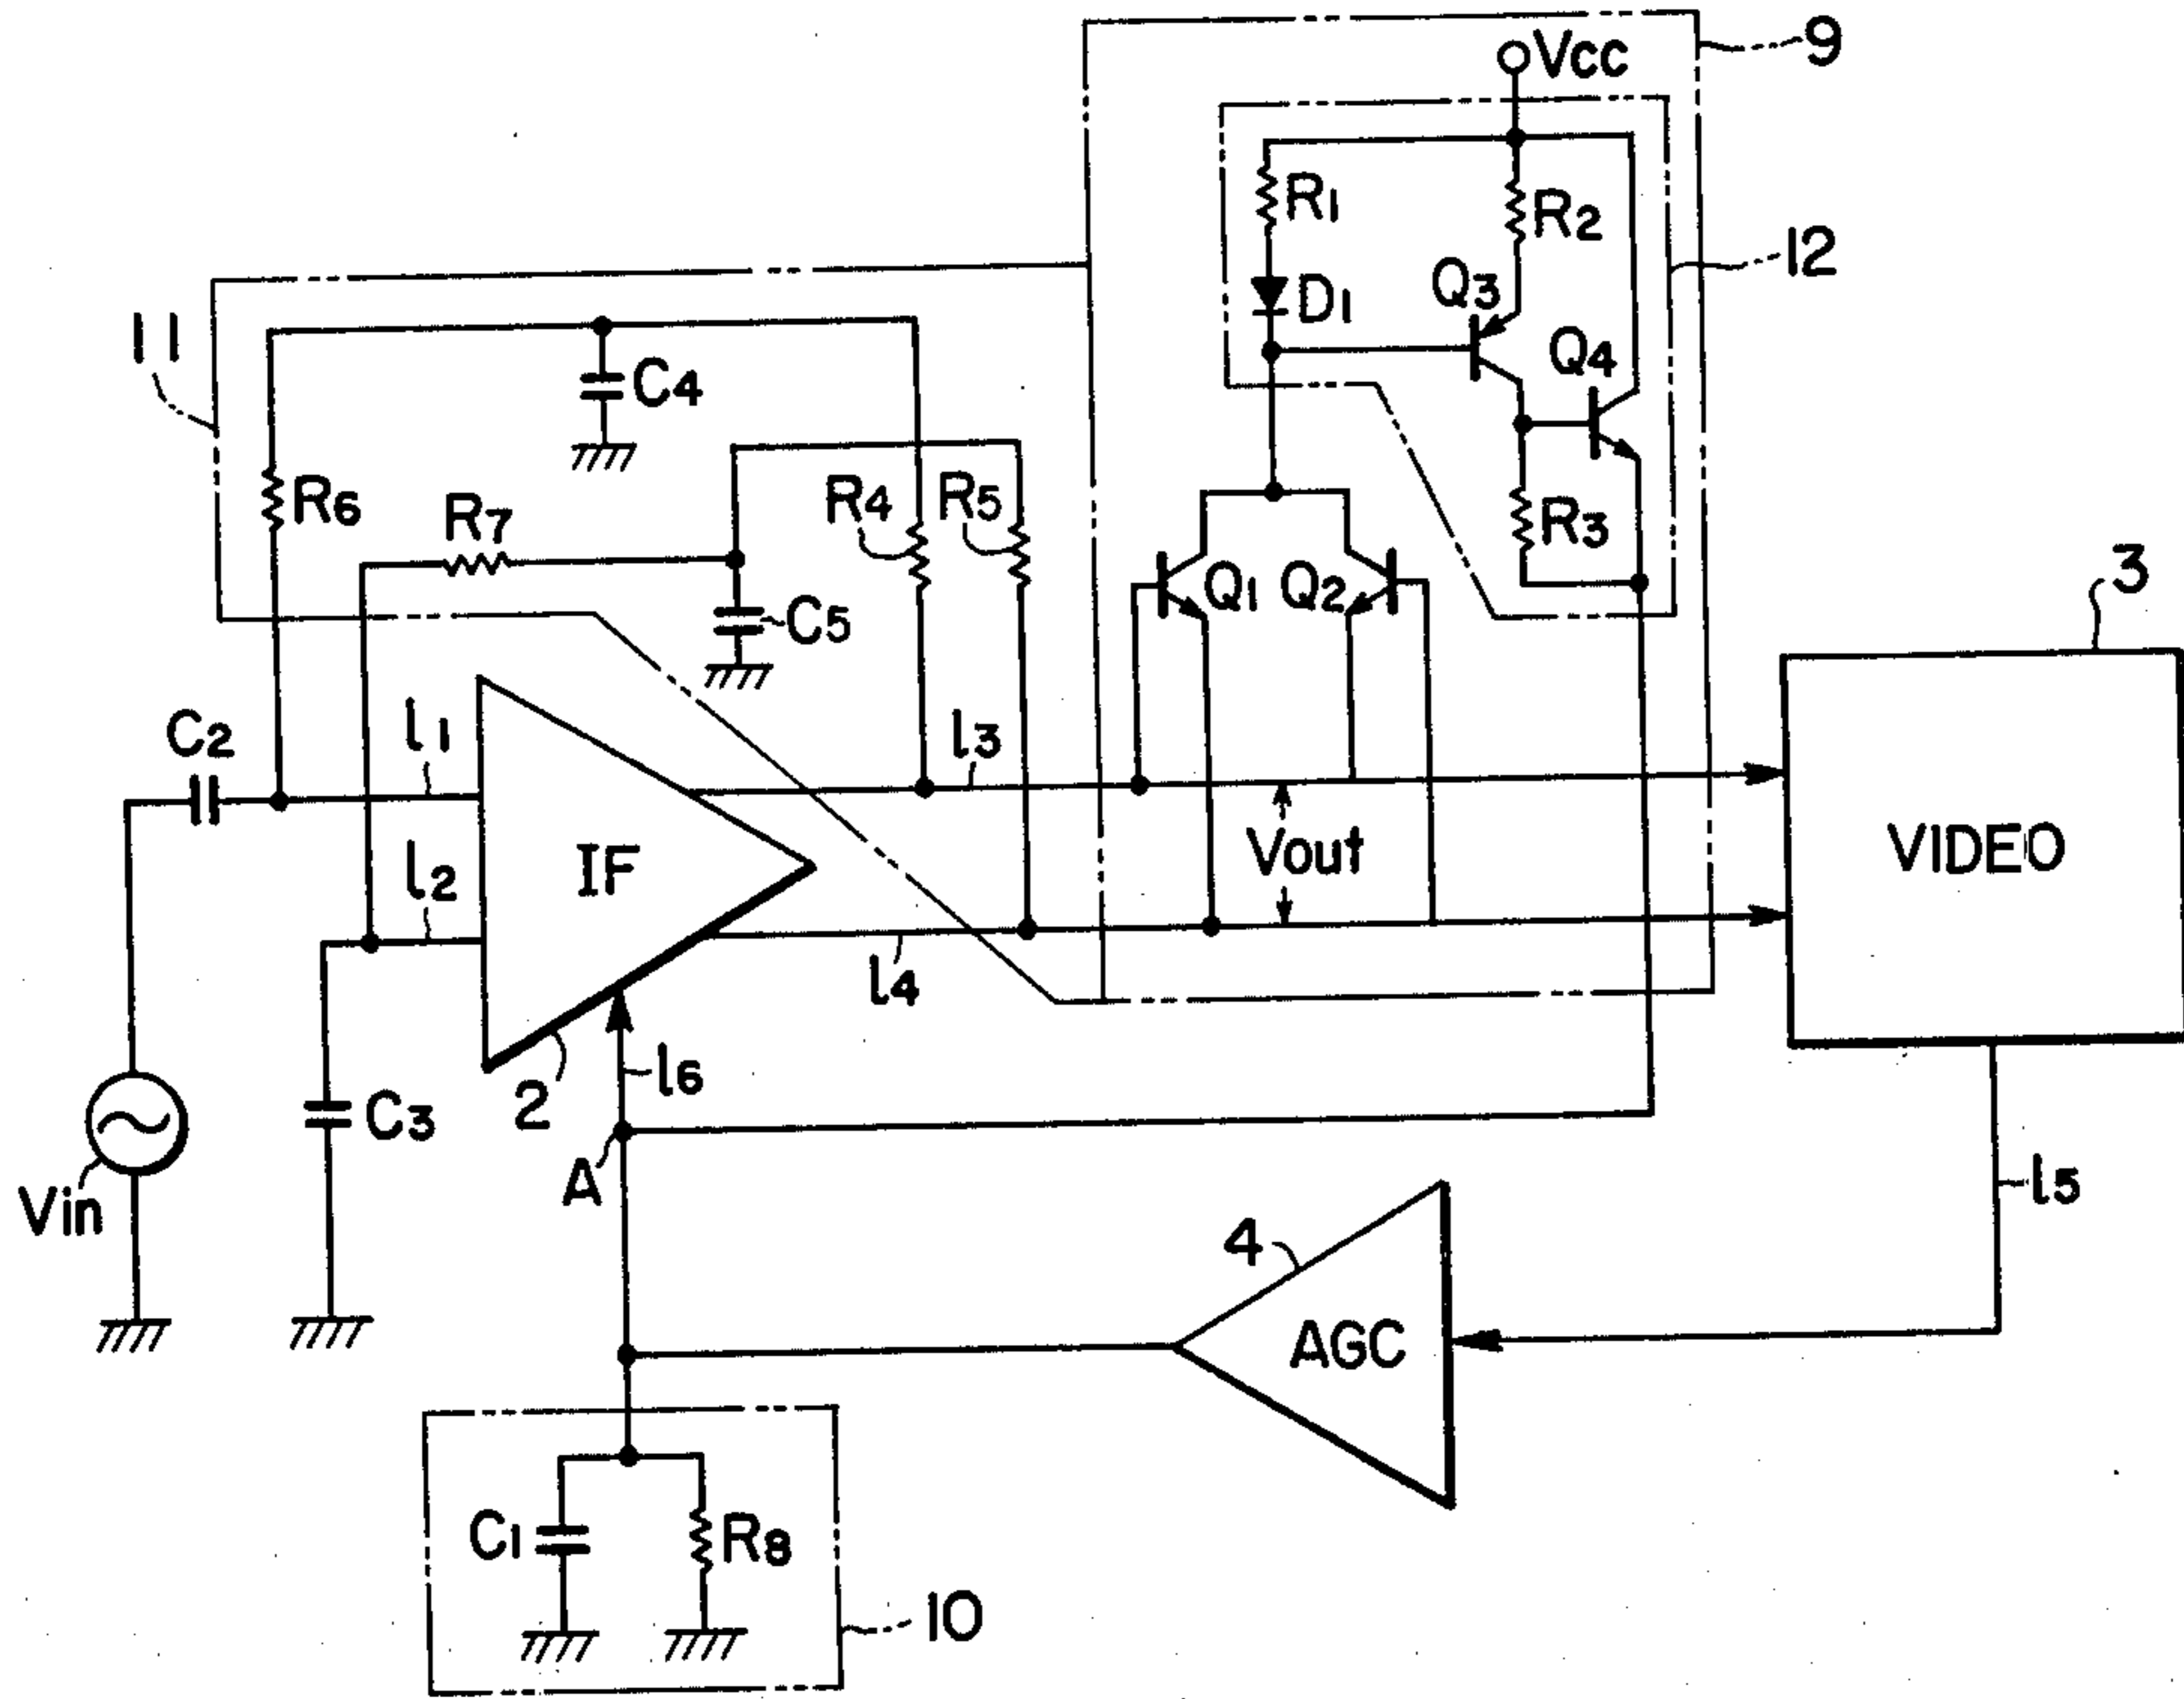 9
VCC
12
R1
R2
D1
Q3
Q4
11
C4
R6
R7
R4
R5
R3
C5
Q1
Q2
3
C2
l1
l3
IF
l2
Vout
VIDEO
l4
2
l6
C3
A
Vin
l5
4
AGC
C1
R8
10